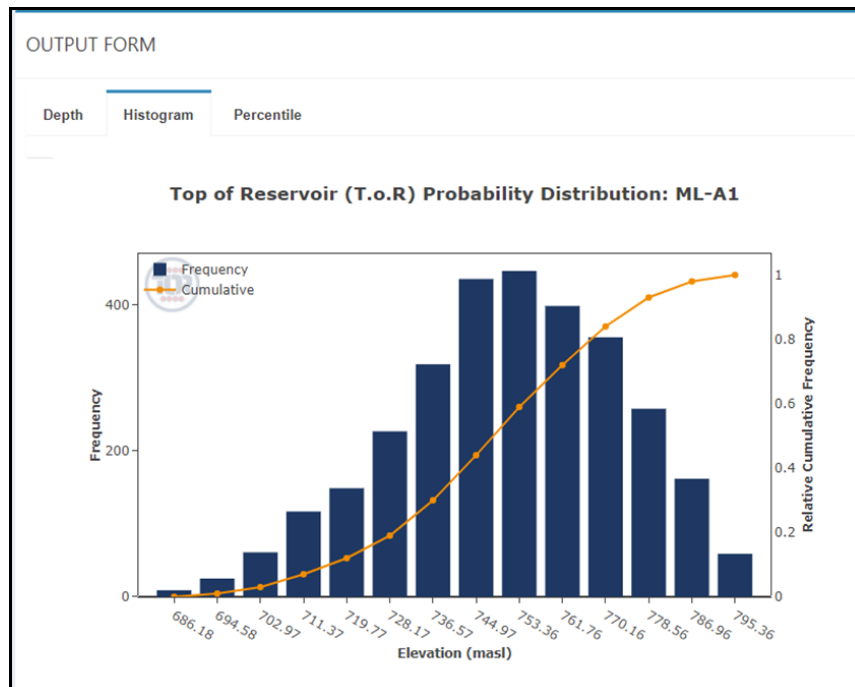 OUTPUT FORM
Depth Histogram Percentile
Top of Reservoir (T.o.R) Probability Distribution: ML-A1
Frequency
Cumulative
400
200
0
Frequency
1
0.8
0.6
0.4
0.2
0
Relative Cumulative Frequency
686.18 694.58 702.97 711.37 719.77 728.17 736.57 744.97 753.36 761.76 770.16 778.56 786.96 795.36
Elevation (masl)